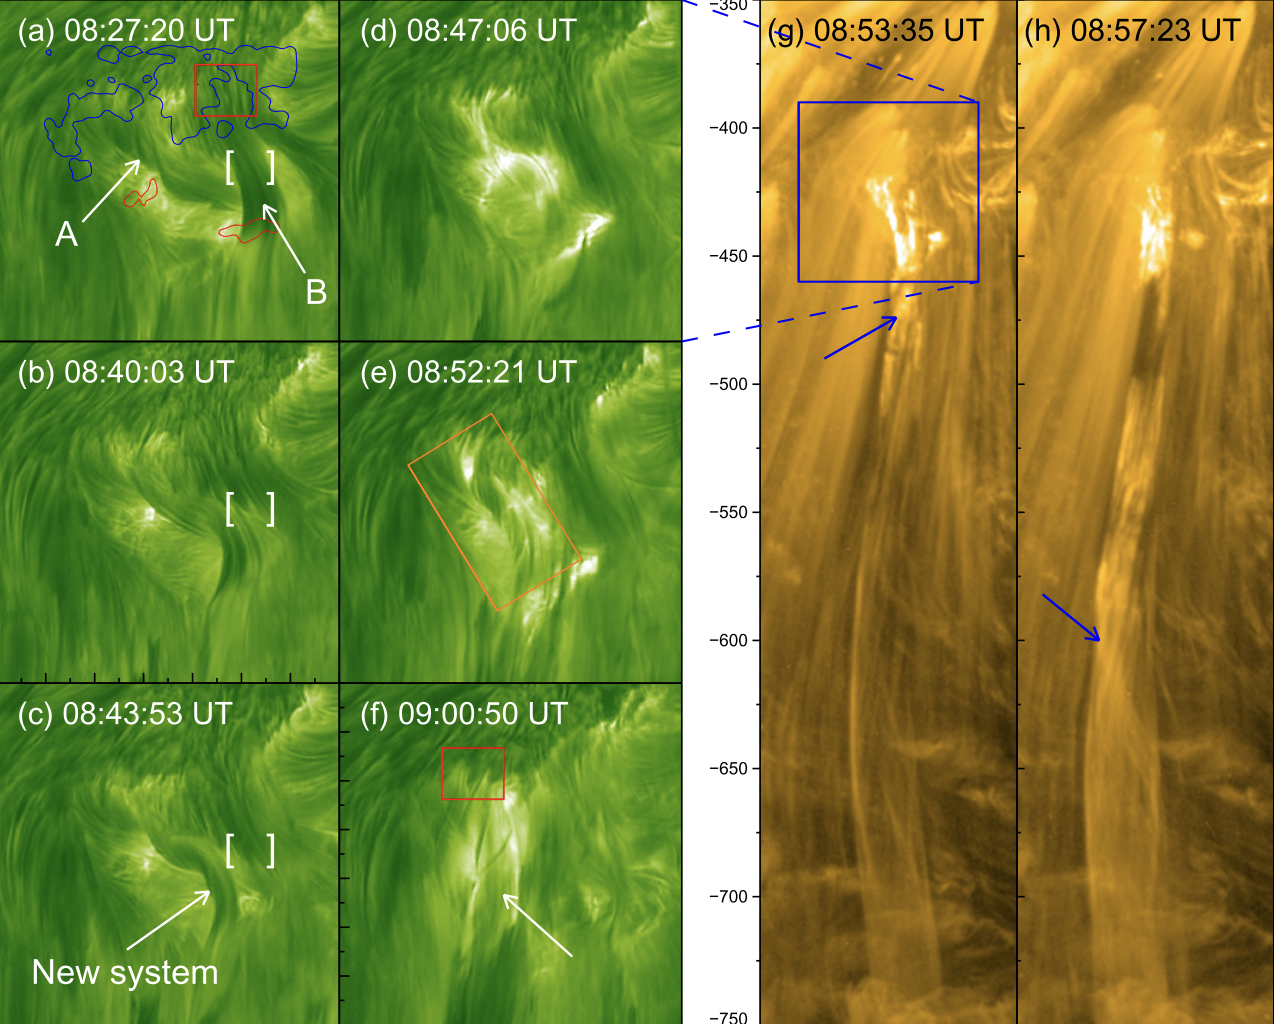 (a) 08:27:20 UT
[ ]
A
B
(b) 08:40:03 UT
[ ]
(c) 08:43:53 UT
[ ]
New system
(d) 08:47:06 UT
(e) 08:52:21 UT
(f) 09:00:50 UT
−350
−400
−450
−500
−550
−600
−650
−700
−750
(g) 08:53:35 UT
(h) 08:57:23 UT